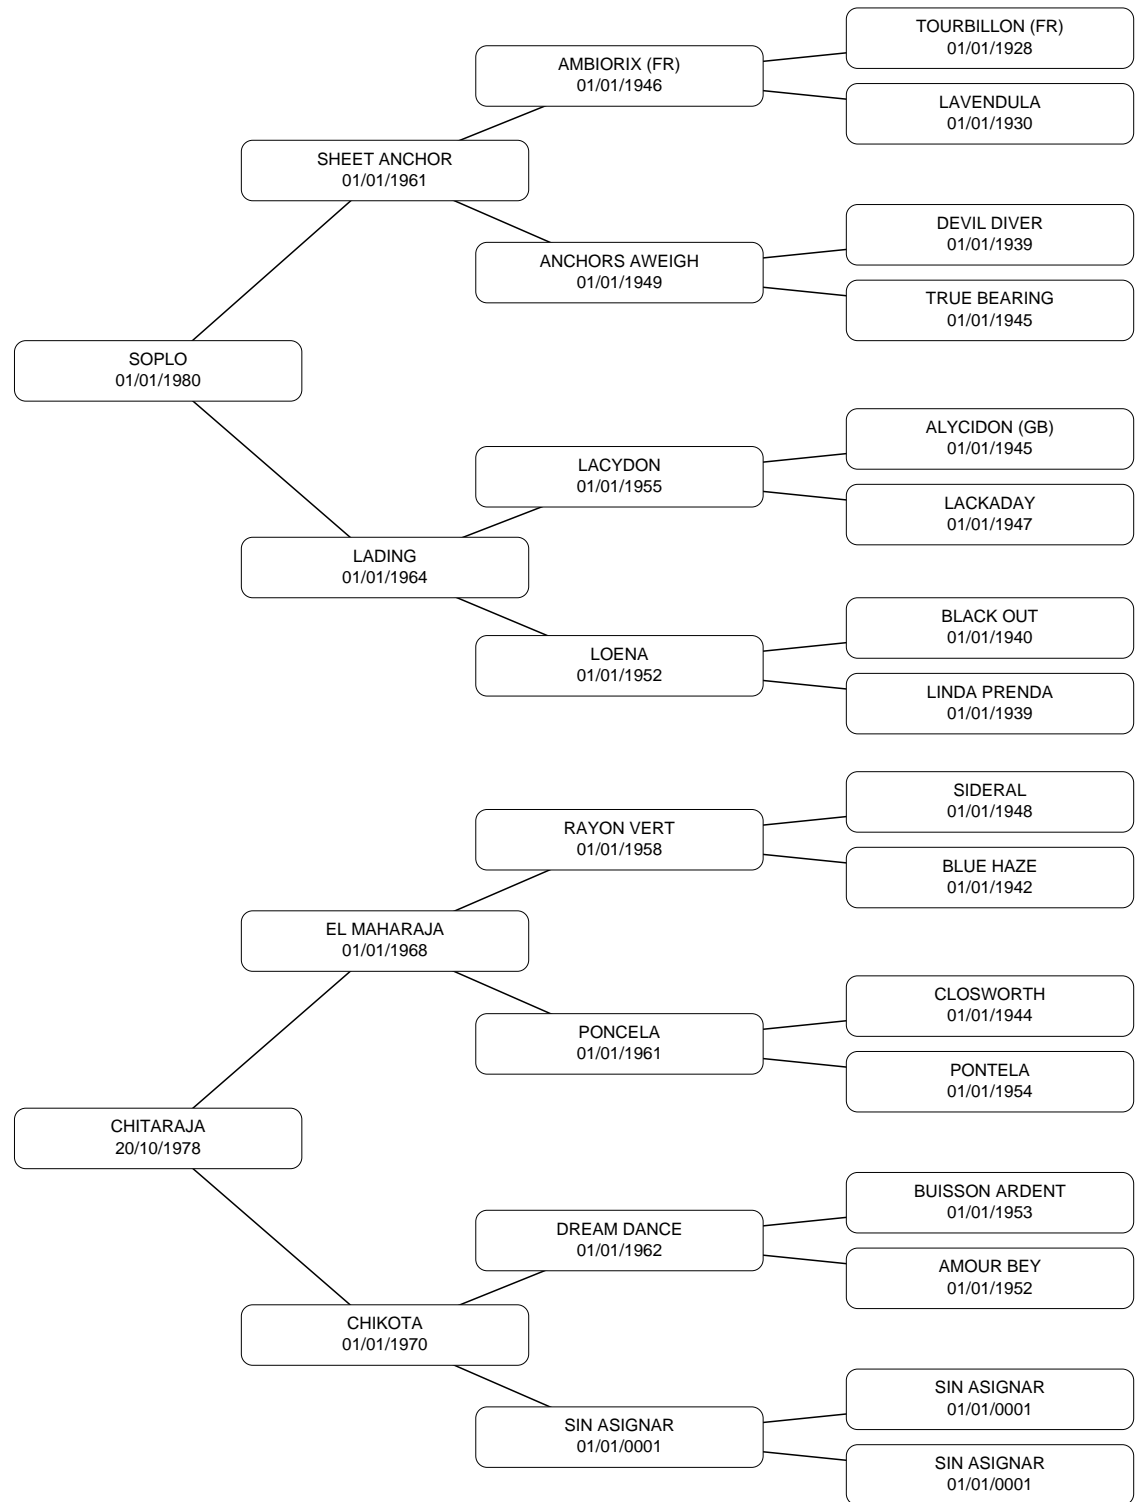 TOURBILLON (FR)
01/01/1928
AMBIORIX (FR)
01/01/1946
LAVENDULA
01/01/1930
SHEET ANCHOR
01/01/1961
DEVIL DIVER
01/01/1939
ANCHORS AWEIGH
01/01/1949
TRUE BEARING
01/01/1945
SOPLO
01/01/1980
ALYCIDON (GB)
01/01/1945
LACYDON
01/01/1955
LACKADAY
01/01/1947
LADING
01/01/1964
BLACK OUT
01/01/1940
LOENA
01/01/1952
LINDA PRENDA
01/01/1939
SIDERAL
01/01/1948
RAYON VERT
01/01/1958
BLUE HAZE
01/01/1942
EL MAHARAJA
01/01/1968
CLOSWORTH
01/01/1944
PONCELA
01/01/1961
PONTELA
01/01/1954
CHITARAJA
20/10/1978
BUISSON ARDENT
01/01/1953
DREAM DANCE
01/01/1962
AMOUR BEY
01/01/1952
CHIKOTA
01/01/1970
SIN ASIGNAR
01/01/0001
SIN ASIGNAR
01/01/0001
SIN ASIGNAR
01/01/0001